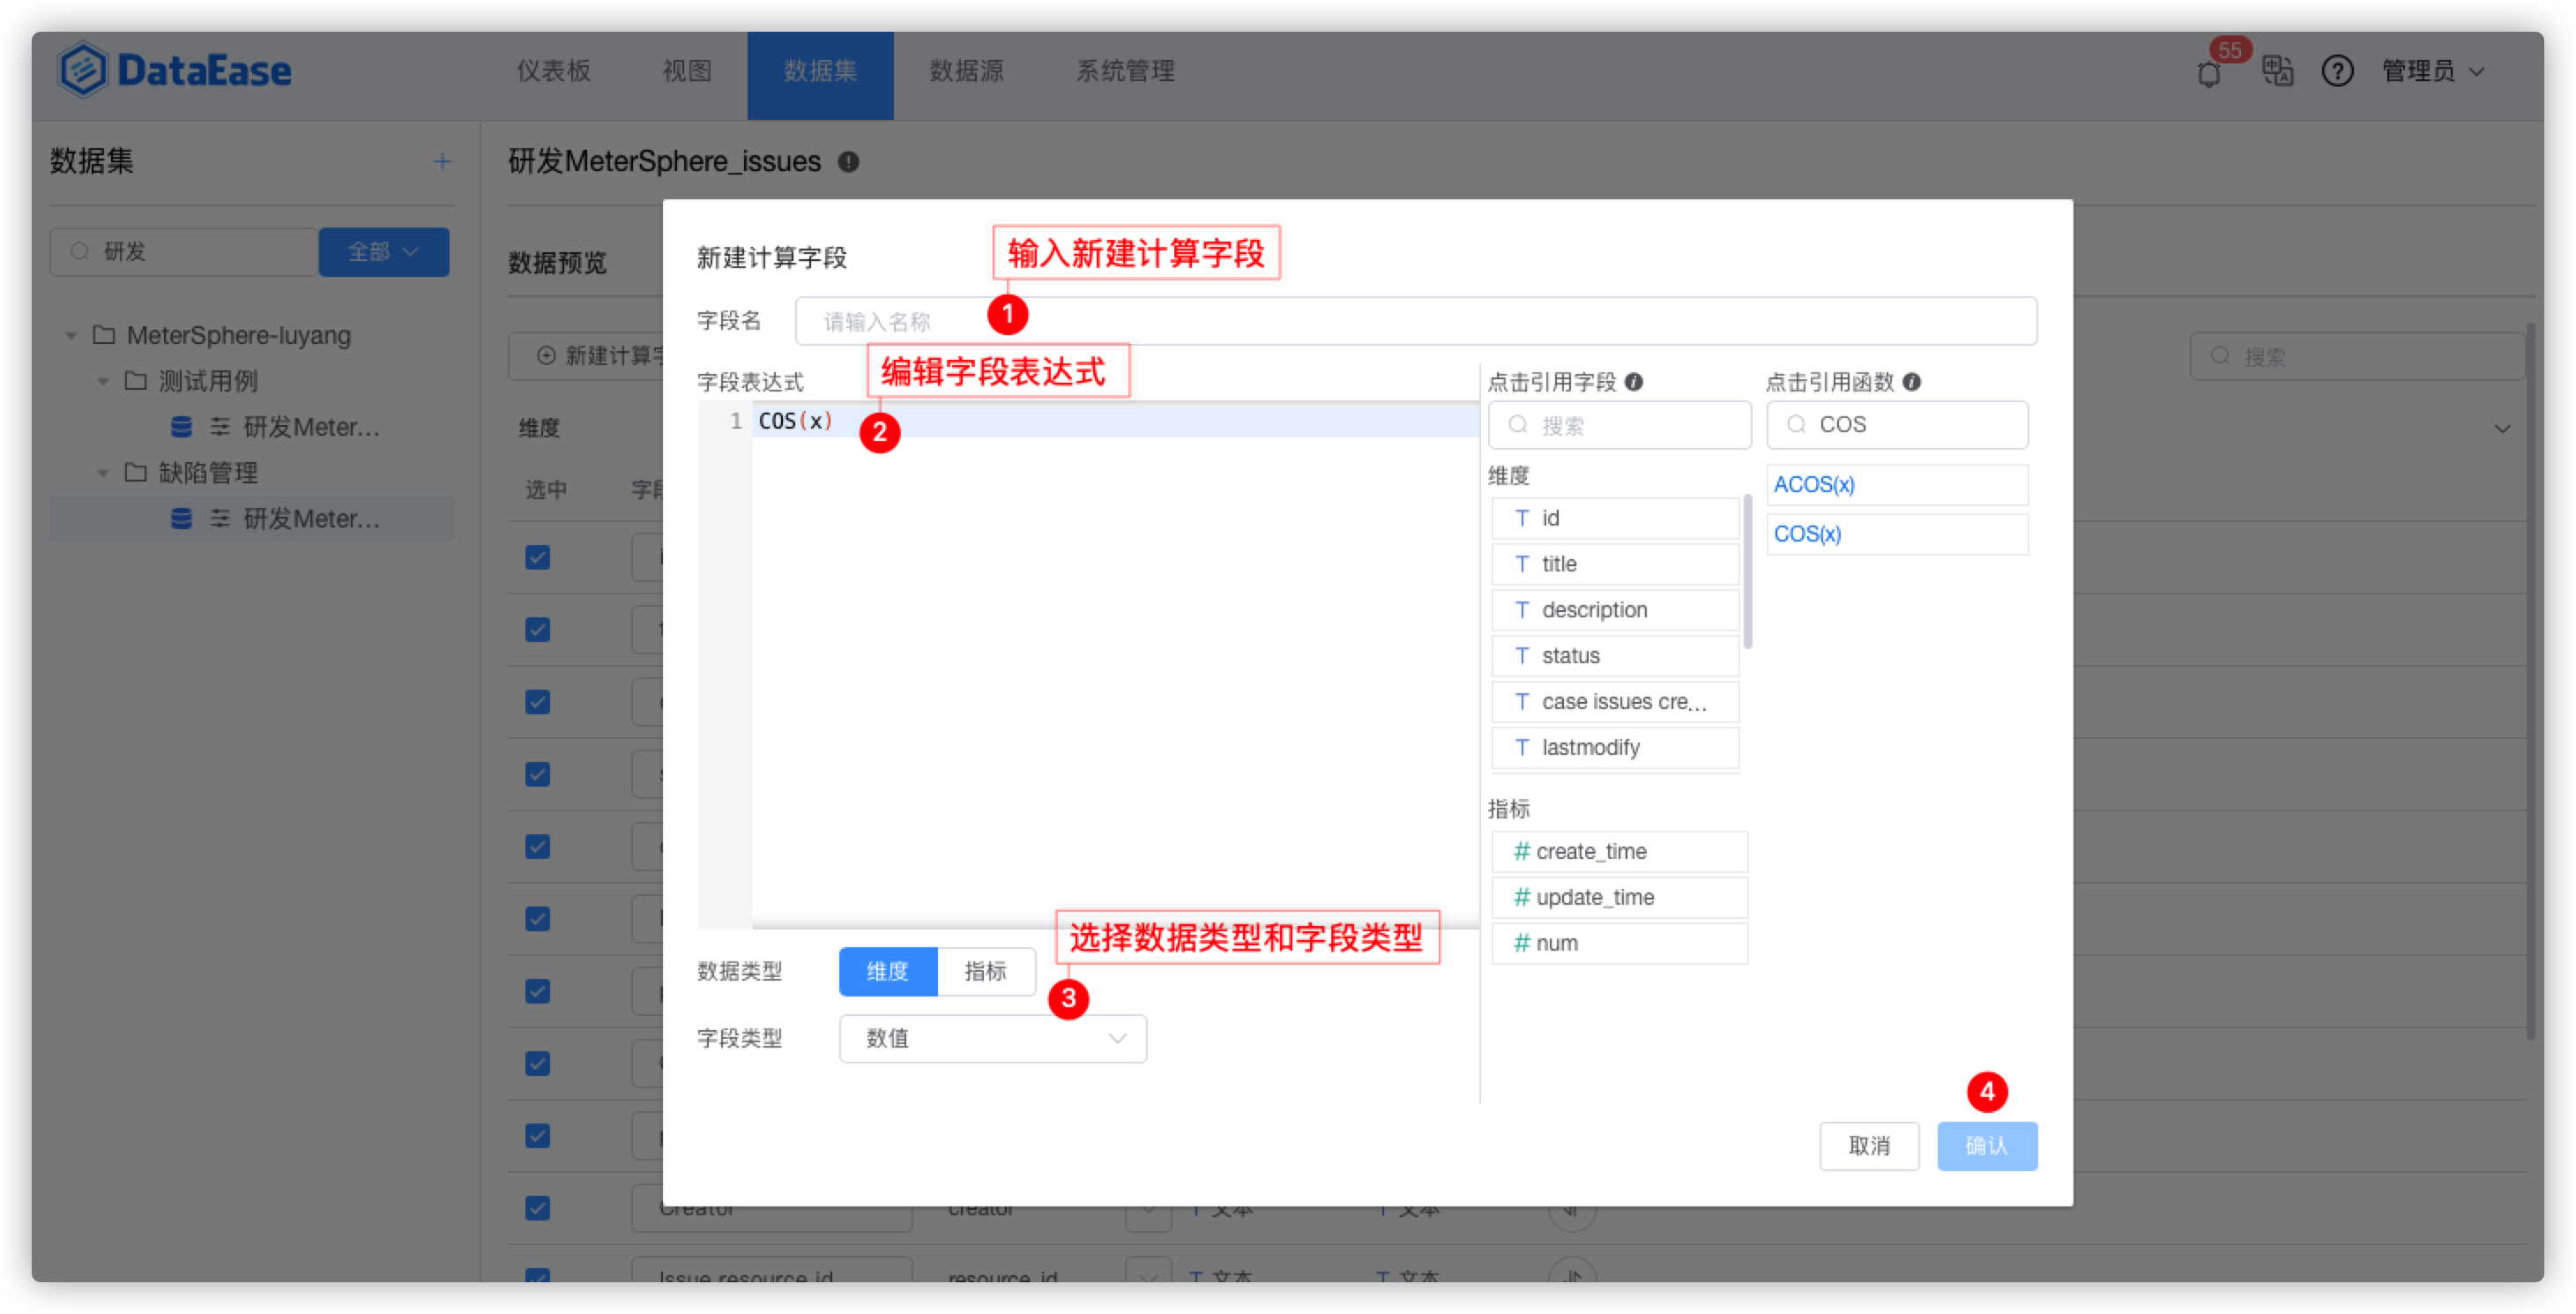 DataEase
仪表板
视图
数据集
数据源
系统管理
55
管理员
数据集
研发
全部
MeterSphere-luyang
测试用例
研发Meter...
缺陷管理
研发Meter...
研发MeterSphere_issues
数据预览
新建计算字
搜索
维度
选中
字段
新建计算字段
输入新建计算字段
1
字段名
请输入名称
编辑字段表达式
2
字段表达式
1 COS(x)
点击引用字段
搜索
维度
T id
T title
T description
T status
T case issues cre...
T lastmodify
指标
# create_time
# update_time
# num
点击引用函数
COS
ACOS(x)
COS(x)
选择数据类型和字段类型
3
数据类型
维度
指标
字段类型
数值
4
取消
确认
Creator
creator
T 文本
T 文本
Issue resource id
resource_id
T 文本
T 文本